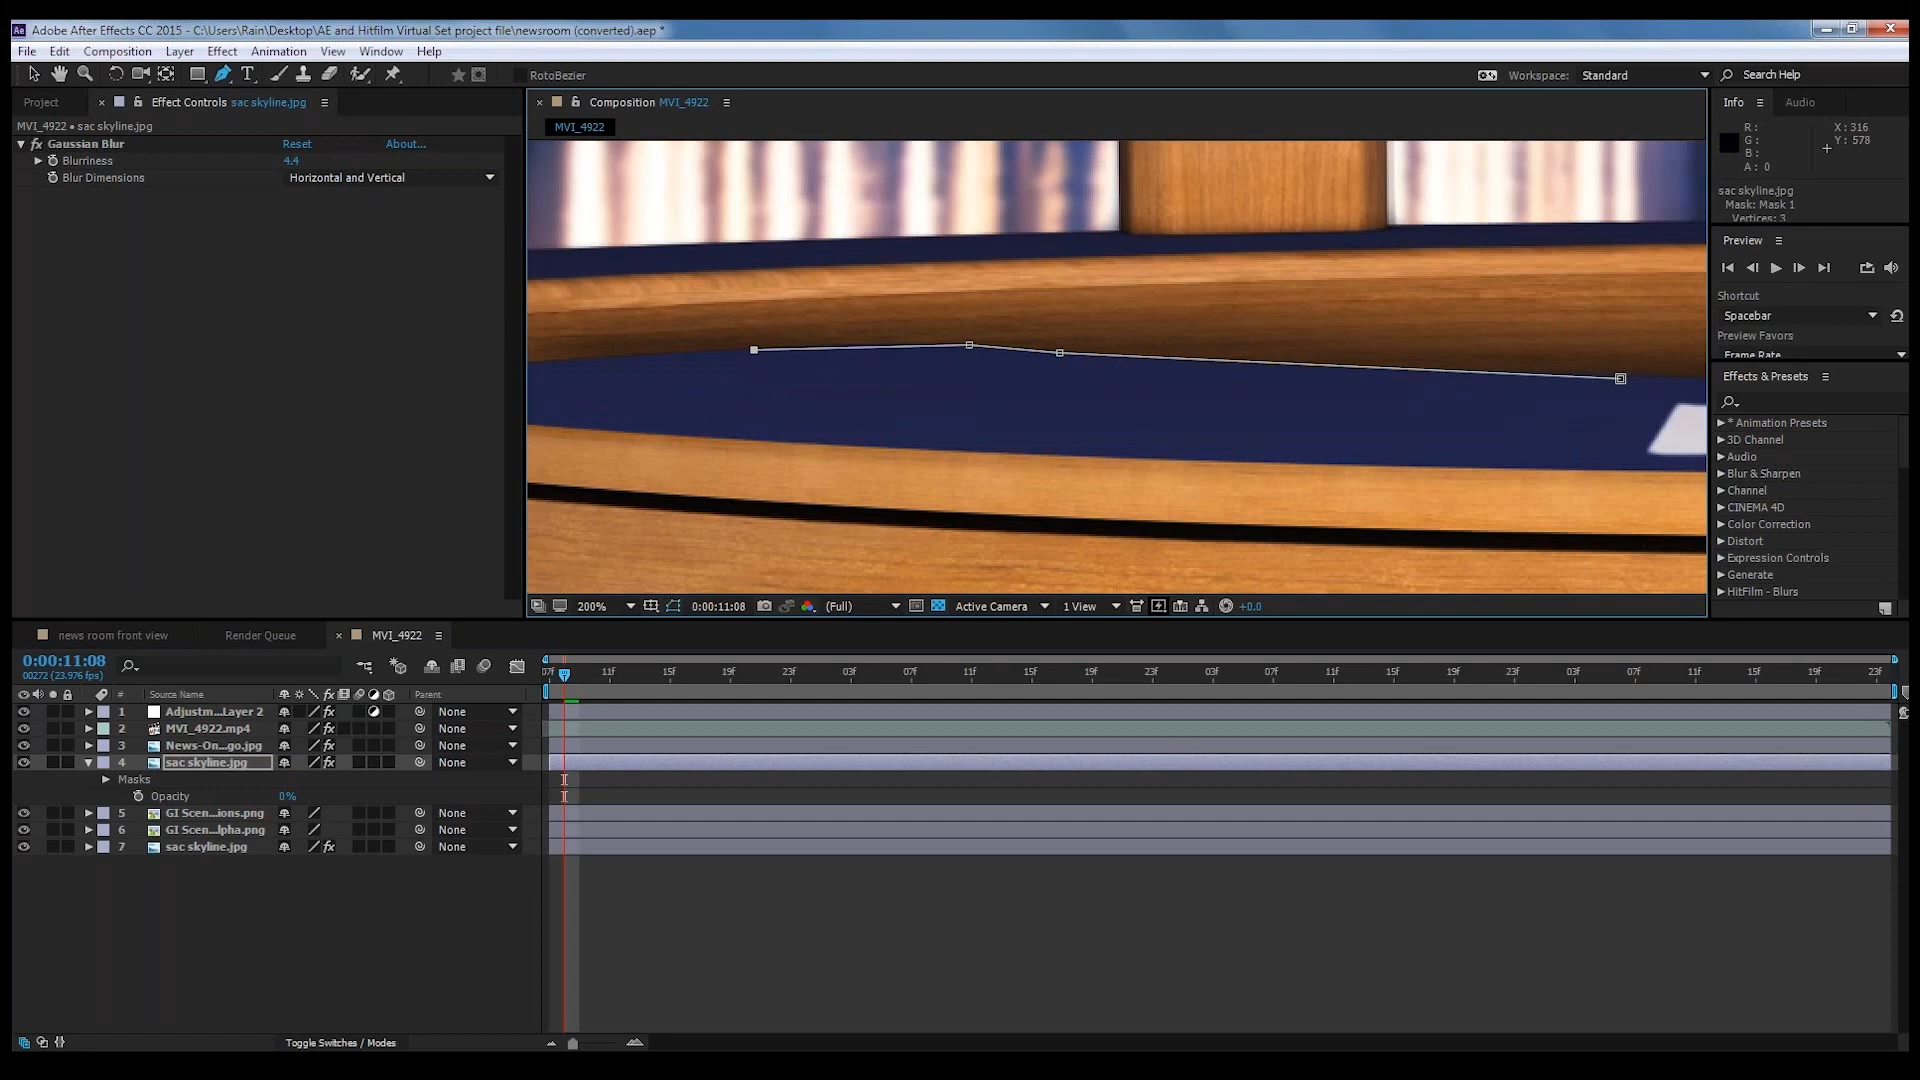 Ae Adobe After Effects CC 2015 - C:\Users\Rain\Desktop\AE and Hitfilm Virtual Set project file\newsroom (converted).aep *
File Edit Composition Layer Effect Animation View Window Help
RotoBezier
Workspace: Standard
Search Help
Project
Effect Controls sac skyline.jpg
MVI_4922 • sac skyline.jpg
fx Gaussian Blur Reset About...
Blurriness 4.4
Blur Dimensions Horizontal and Vertical
Composition MVI_4922
MVI_4922
200% 0:00:11:08 (Full) Active Camera 1 View +0.0
Info Audio
R: X: 316
G: Y: 578
B:
A: 0
sac skyline.jpg
Mask: Mask 1
Vertices: 3
Preview
Shortcut
Spacebar
Preview Favors
Frame Rate
Effects & Presets
* Animation Presets
3D Channel
Audio
Blur & Sharpen
Channel
CINEMA 4D
Color Correction
Distort
Expression Controls
Generate
HitFilm - Blurs
news room front view Render Queue MVI_4922
0:00:11:08
00272 (23.976 fps)
07f 11f 15f 19f 23f 03f 07f 11f 15f 19f 23f 03f 07f 11f 15f 19f 23f 03f 07f 11f 15f 19f 23f
# Source Name fx Parent
1 Adjustm...Layer 2 fx None
2 MVI_4922.mp4 fx None
3 News-On...go.jpg fx None
4 sac skyline.jpg fx None
Masks
Opacity 0%
5 GI Scen...ions.png None
6 GI Scen...lpha.png None
7 sac skyline.jpg fx None
Toggle Switches / Modes